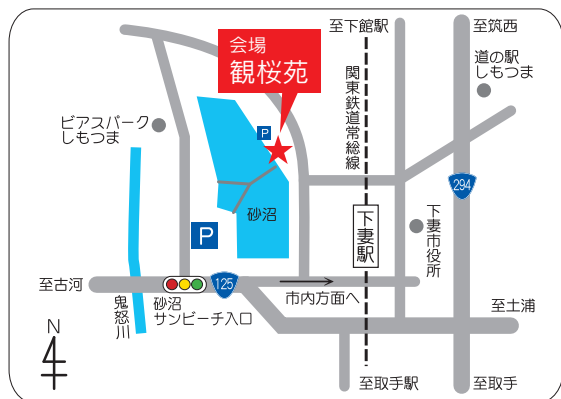 会場
観桜苑
至下館駅
至筑西
道の駅
しもつま
関東鉄道常総線
ビアスパーク
しもつま
P
294
砂沼
下妻駅
下妻市役所
P
至古河
125
市内方面へ
鬼怒川
砂沼
サンビーチ入口
至土浦
N
至取手駅
至取手